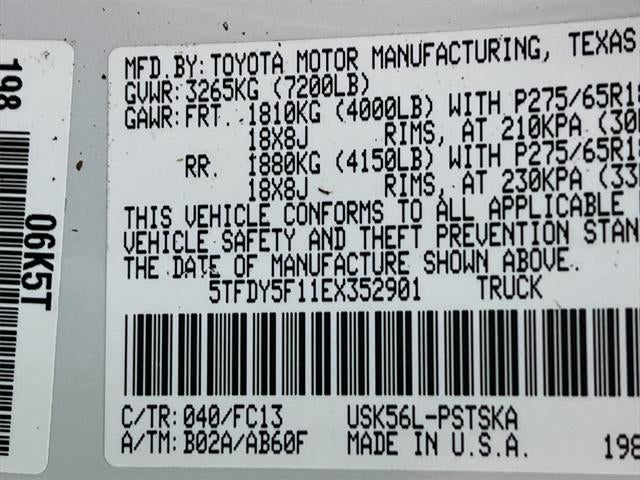 198
06K5T
MFD.BY:TOYOTA MOTOR MANUFACTURING, TEXAS
GVWR:3265KG (7200LB)
GAWR:FRT. 1810KG (4000LB) WITH P275/65R18
18X8J RIMS, AT 210KPA (30
RR. 1880KG (4150LB) WITH P275/65R18
18X8J RIMS, AT 230KPA (33
THIS VEHICLE CONFORMS TO ALL APPLICABLE
VEHICLE SAFETY AND THEFT PREVENTION STAN
THE DATE OF MANUFACTURE SHOWN ABOVE.
5TFDY5F11EX352901 TRUCK
C/TR:040/FC13 USK56L-PSTSKA
A/TM:B02A/AB60F MADE IN U.S.A. 198